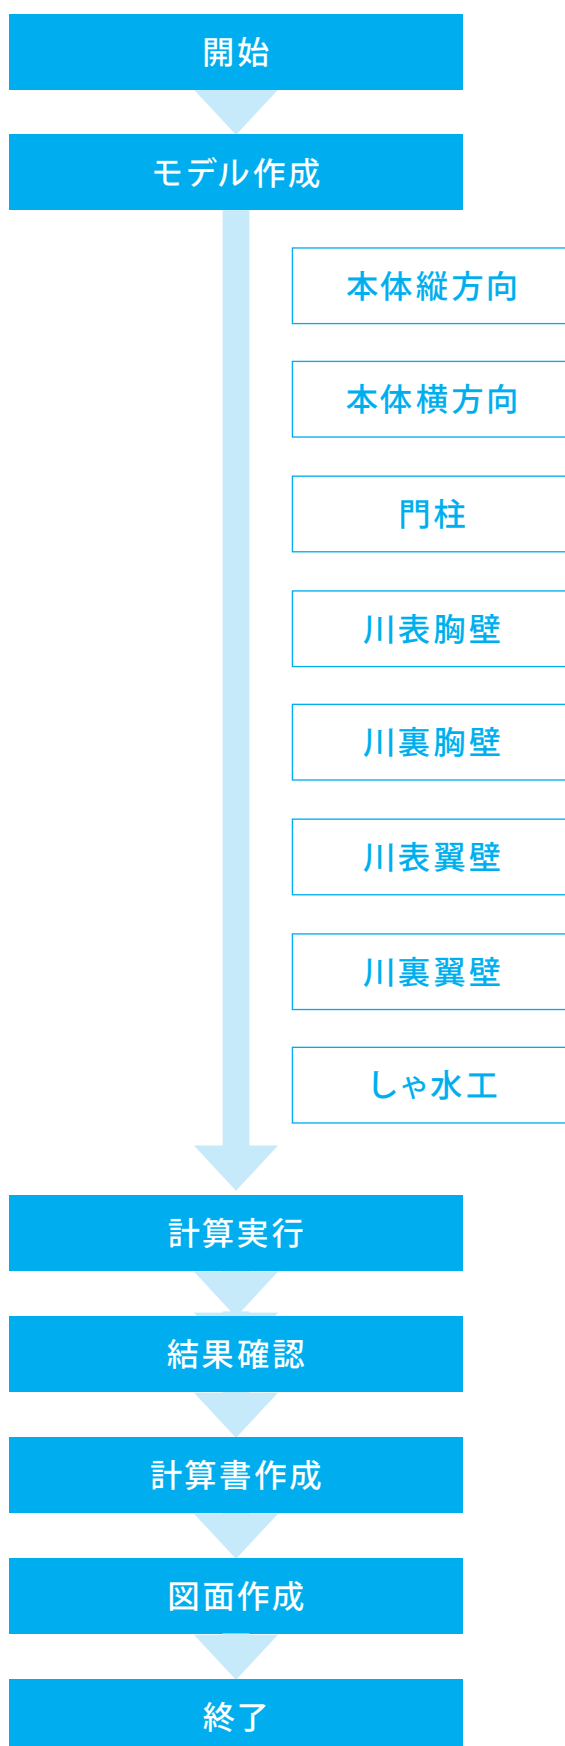 開始
モデル作成
本体縦方向
本体横方向
門柱
川表胸壁
川裏胸壁
川表翼壁
川裏翼壁
しゃ水工
計算実行
結果確認
計算書作成
図面作成
終了